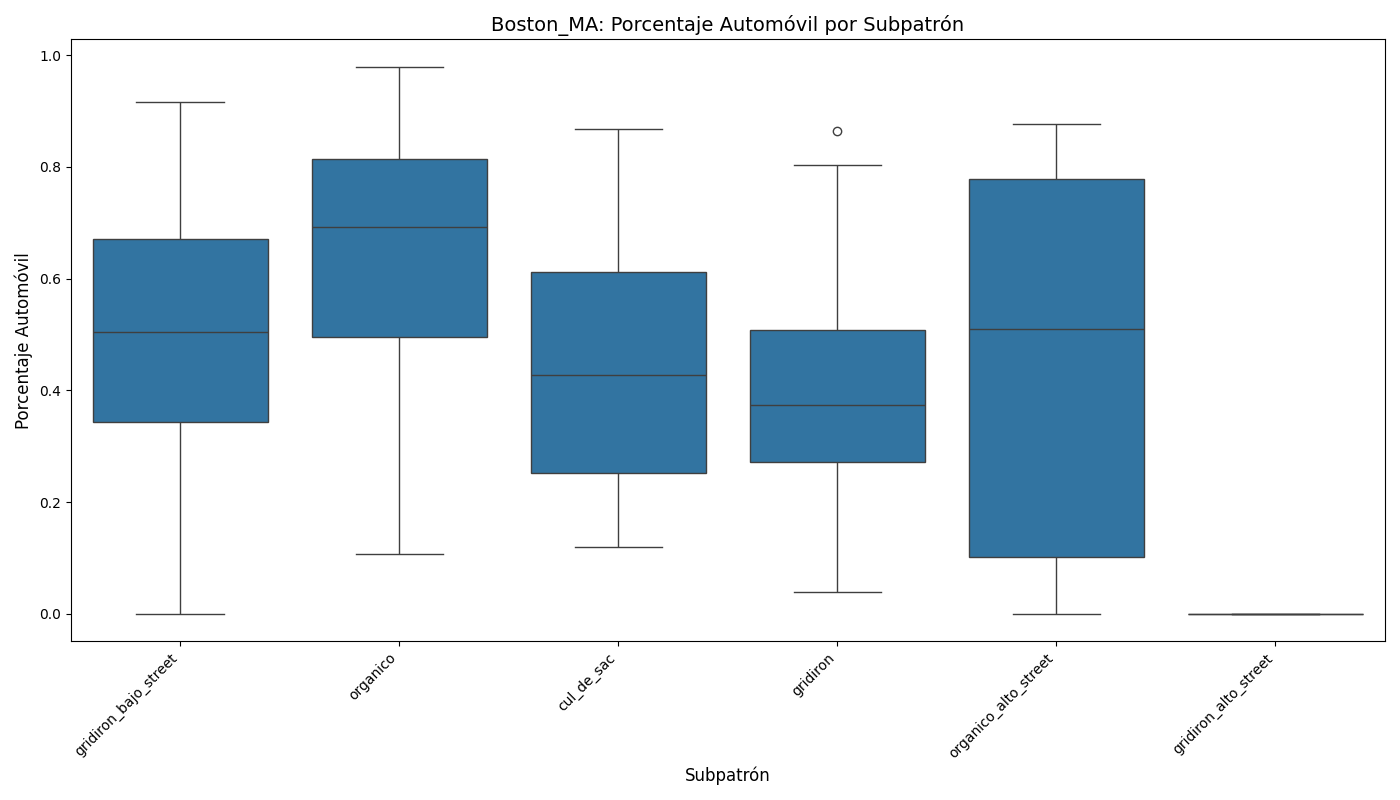 Boston_MA: Porcentaje Automóvil por Subpatrón
Porcentaje Automóvil
1.0
0.8
0.6
0.4
0.2
0.0
gridiron_bajo_street
organico
cul_de_sac
gridiron
organico_alto_street
gridiron_alto_street
Subpatrón